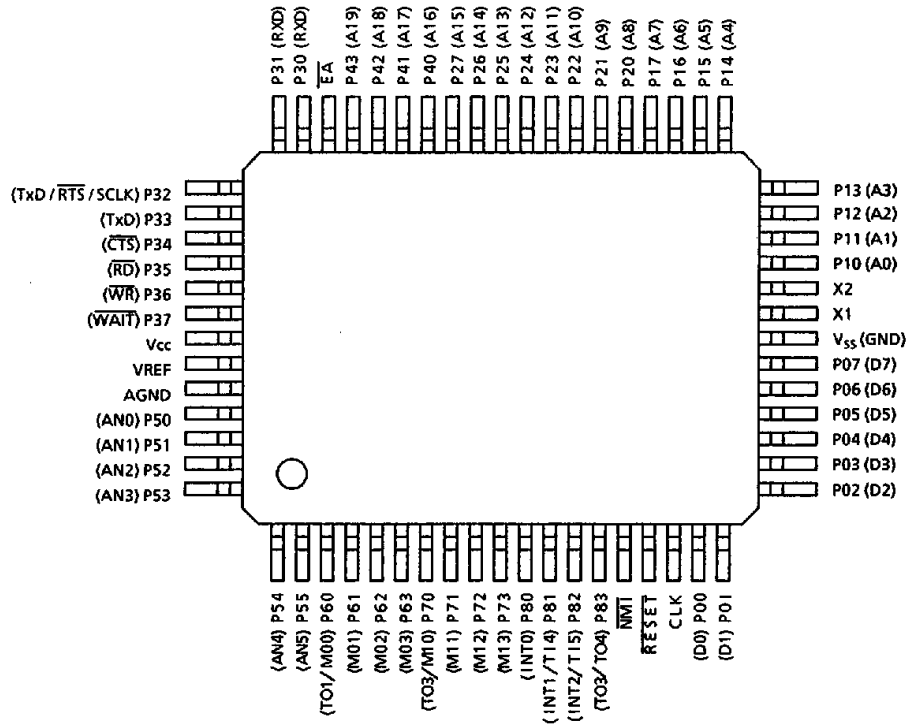 P31 (RXD)
P30 (RXD)
EA
P43 (A19)
P42 (A18)
P41 (A17)
P40 (A16)
P27 (A15)
P26 (A14)
P25 (A13)
P24 (A12)
P23 (A11)
P22 (A10)
P21 (A9)
P20 (A8)
P17 (A7)
P16 (A6)
P15 (A5)
P14 (A4)
(TxD / RTS / SCLK) P32
(TxD) P33
(CTS) P34
(RD) P35
(WR) P36
(WAIT) P37
Vcc
VREF
AGND
(AN0) P50
(AN1) P51
(AN2) P52
(AN3) P53
P13 (A3)
P12 (A2)
P11 (A1)
P10 (A0)
X2
X1
VSS (GND)
P07 (D7)
P06 (D6)
P05 (D5)
P04 (D4)
P03 (D3)
P02 (D2)
(AN4) P54
(AN5) P55
(TO1 / M00) P60
(M01) P61
(M02) P62
(M03) P63
(TO3 / M10) P70
(M11) P71
(M12) P72
(M13) P73
(INT0) P80
(INT1 / TI4) P81
(INT2 / TI5) P82
(TO3 / TO4) P83
NMI
RESET
CLK
(D0) P00
(D1) P01